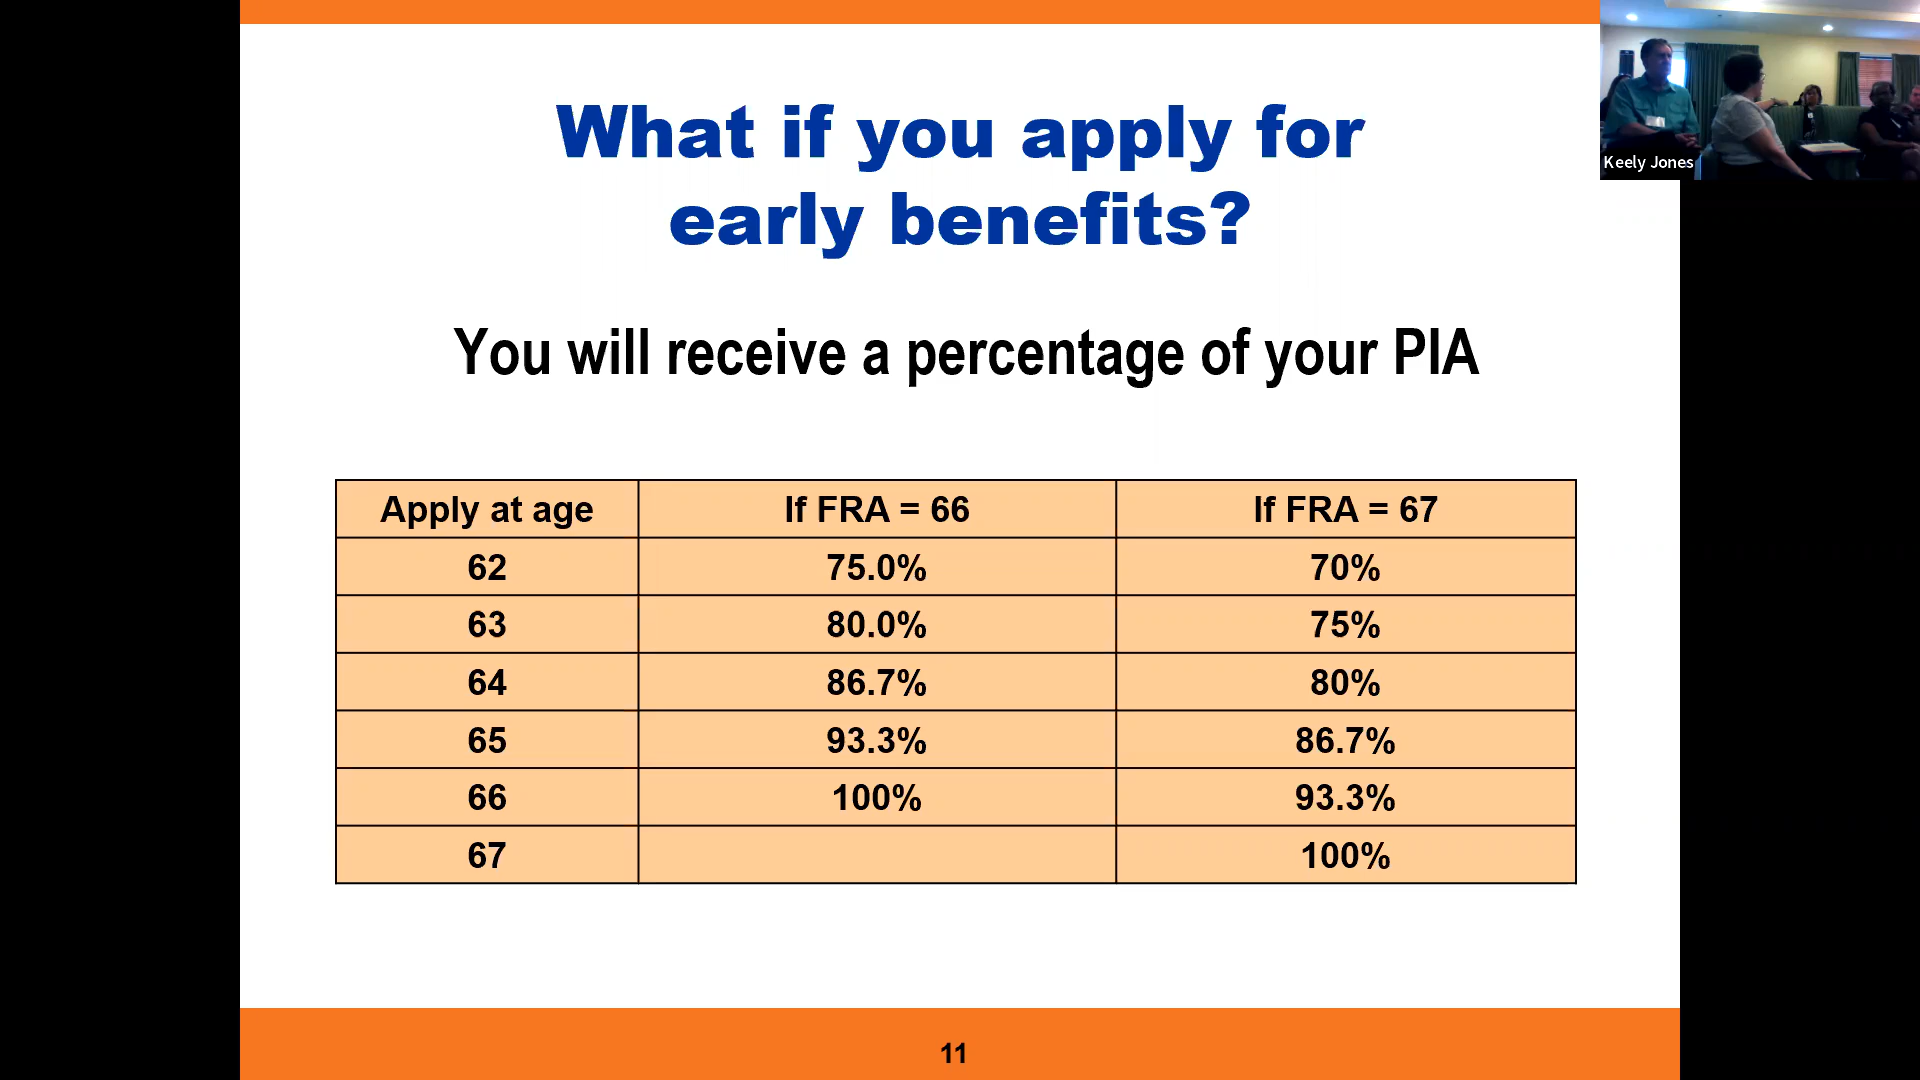 What if you apply for
early benefits?
You will receive a percentage of your PIA
Apply at age If FRA = 66 If FRA = 67
62 75.0% 70%
63 80.0% 75%
64 86.7% 80%
65 93.3% 86.7%
66 100% 93.3%
67 100%
11
Keely Jones